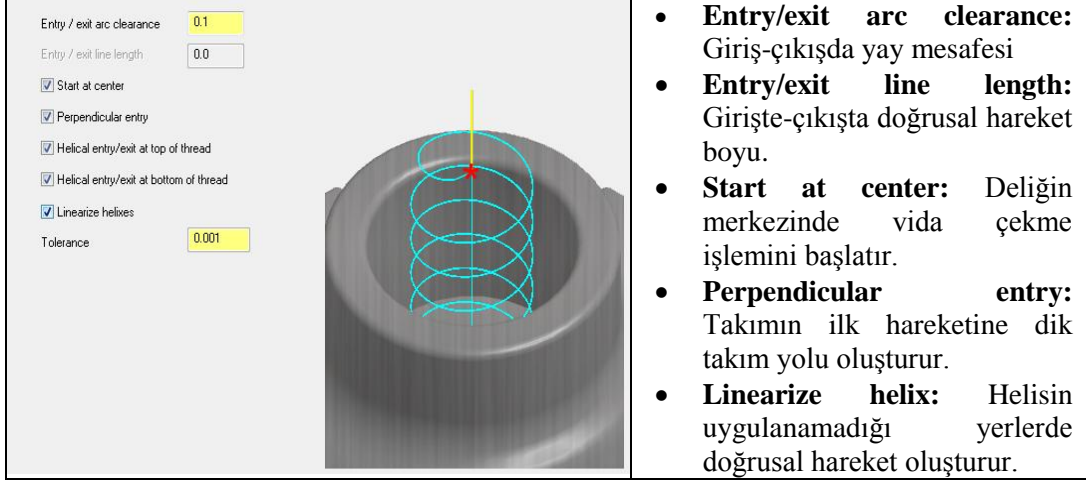 Entry / exit arc clearance 0.1
Entry / exit line length 0.0
Start at center
Perpendicular entry
Helical entry/exit at top of thread
Helical entry/exit at bottom of thread
Linearize helixes
Tolerance 0.001
• Entry/exit arc clearance:
Giriş-çıkışda yay mesafesi
• Entry/exit line length:
Girişte-çıkışta doğrusal hareket
boyu.
• Start at center: Deliğin
merkezinde vida çekme
işlemini başlatır.
• Perpendicular entry:
Takımın ilk hareketine dik
takım yolu oluşturur.
• Linearize helix: Helisin
uygulanamadığı yerlerde
doğrusal hareket oluşturur.